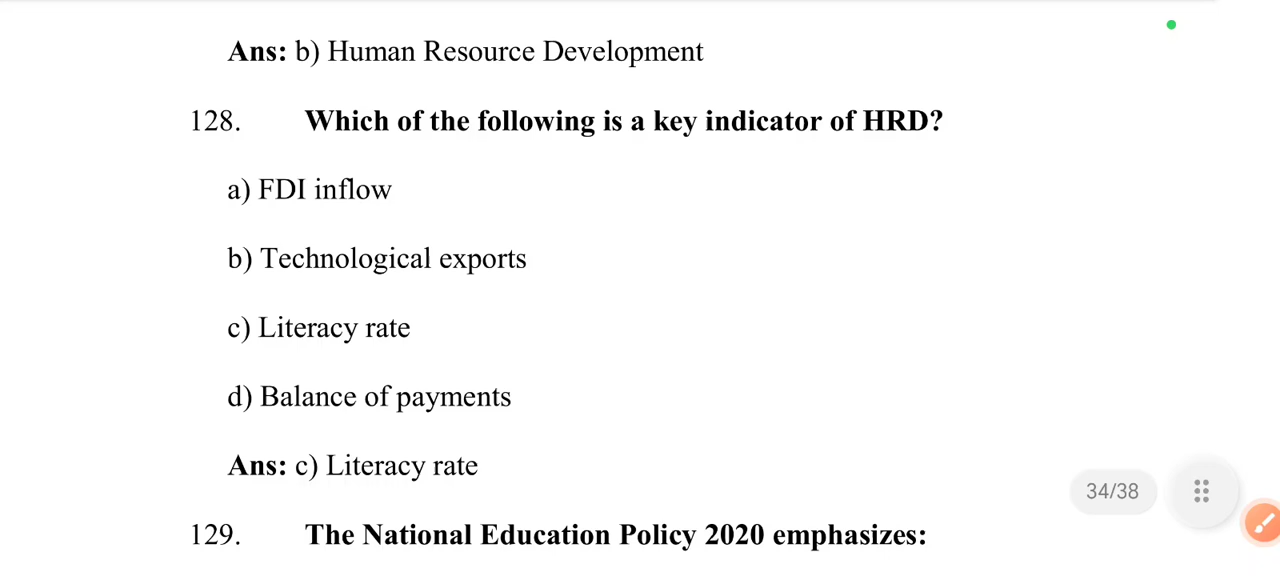 Ans: b) Human Resource Development
128. Which of the following is a key indicator of HRD?
a) FDI inflow
b) Technological exports
c) Literacy rate
d) Balance of payments
Ans: c) Literacy rate
34/38
129. The National Education Policy 2020 emphasizes: